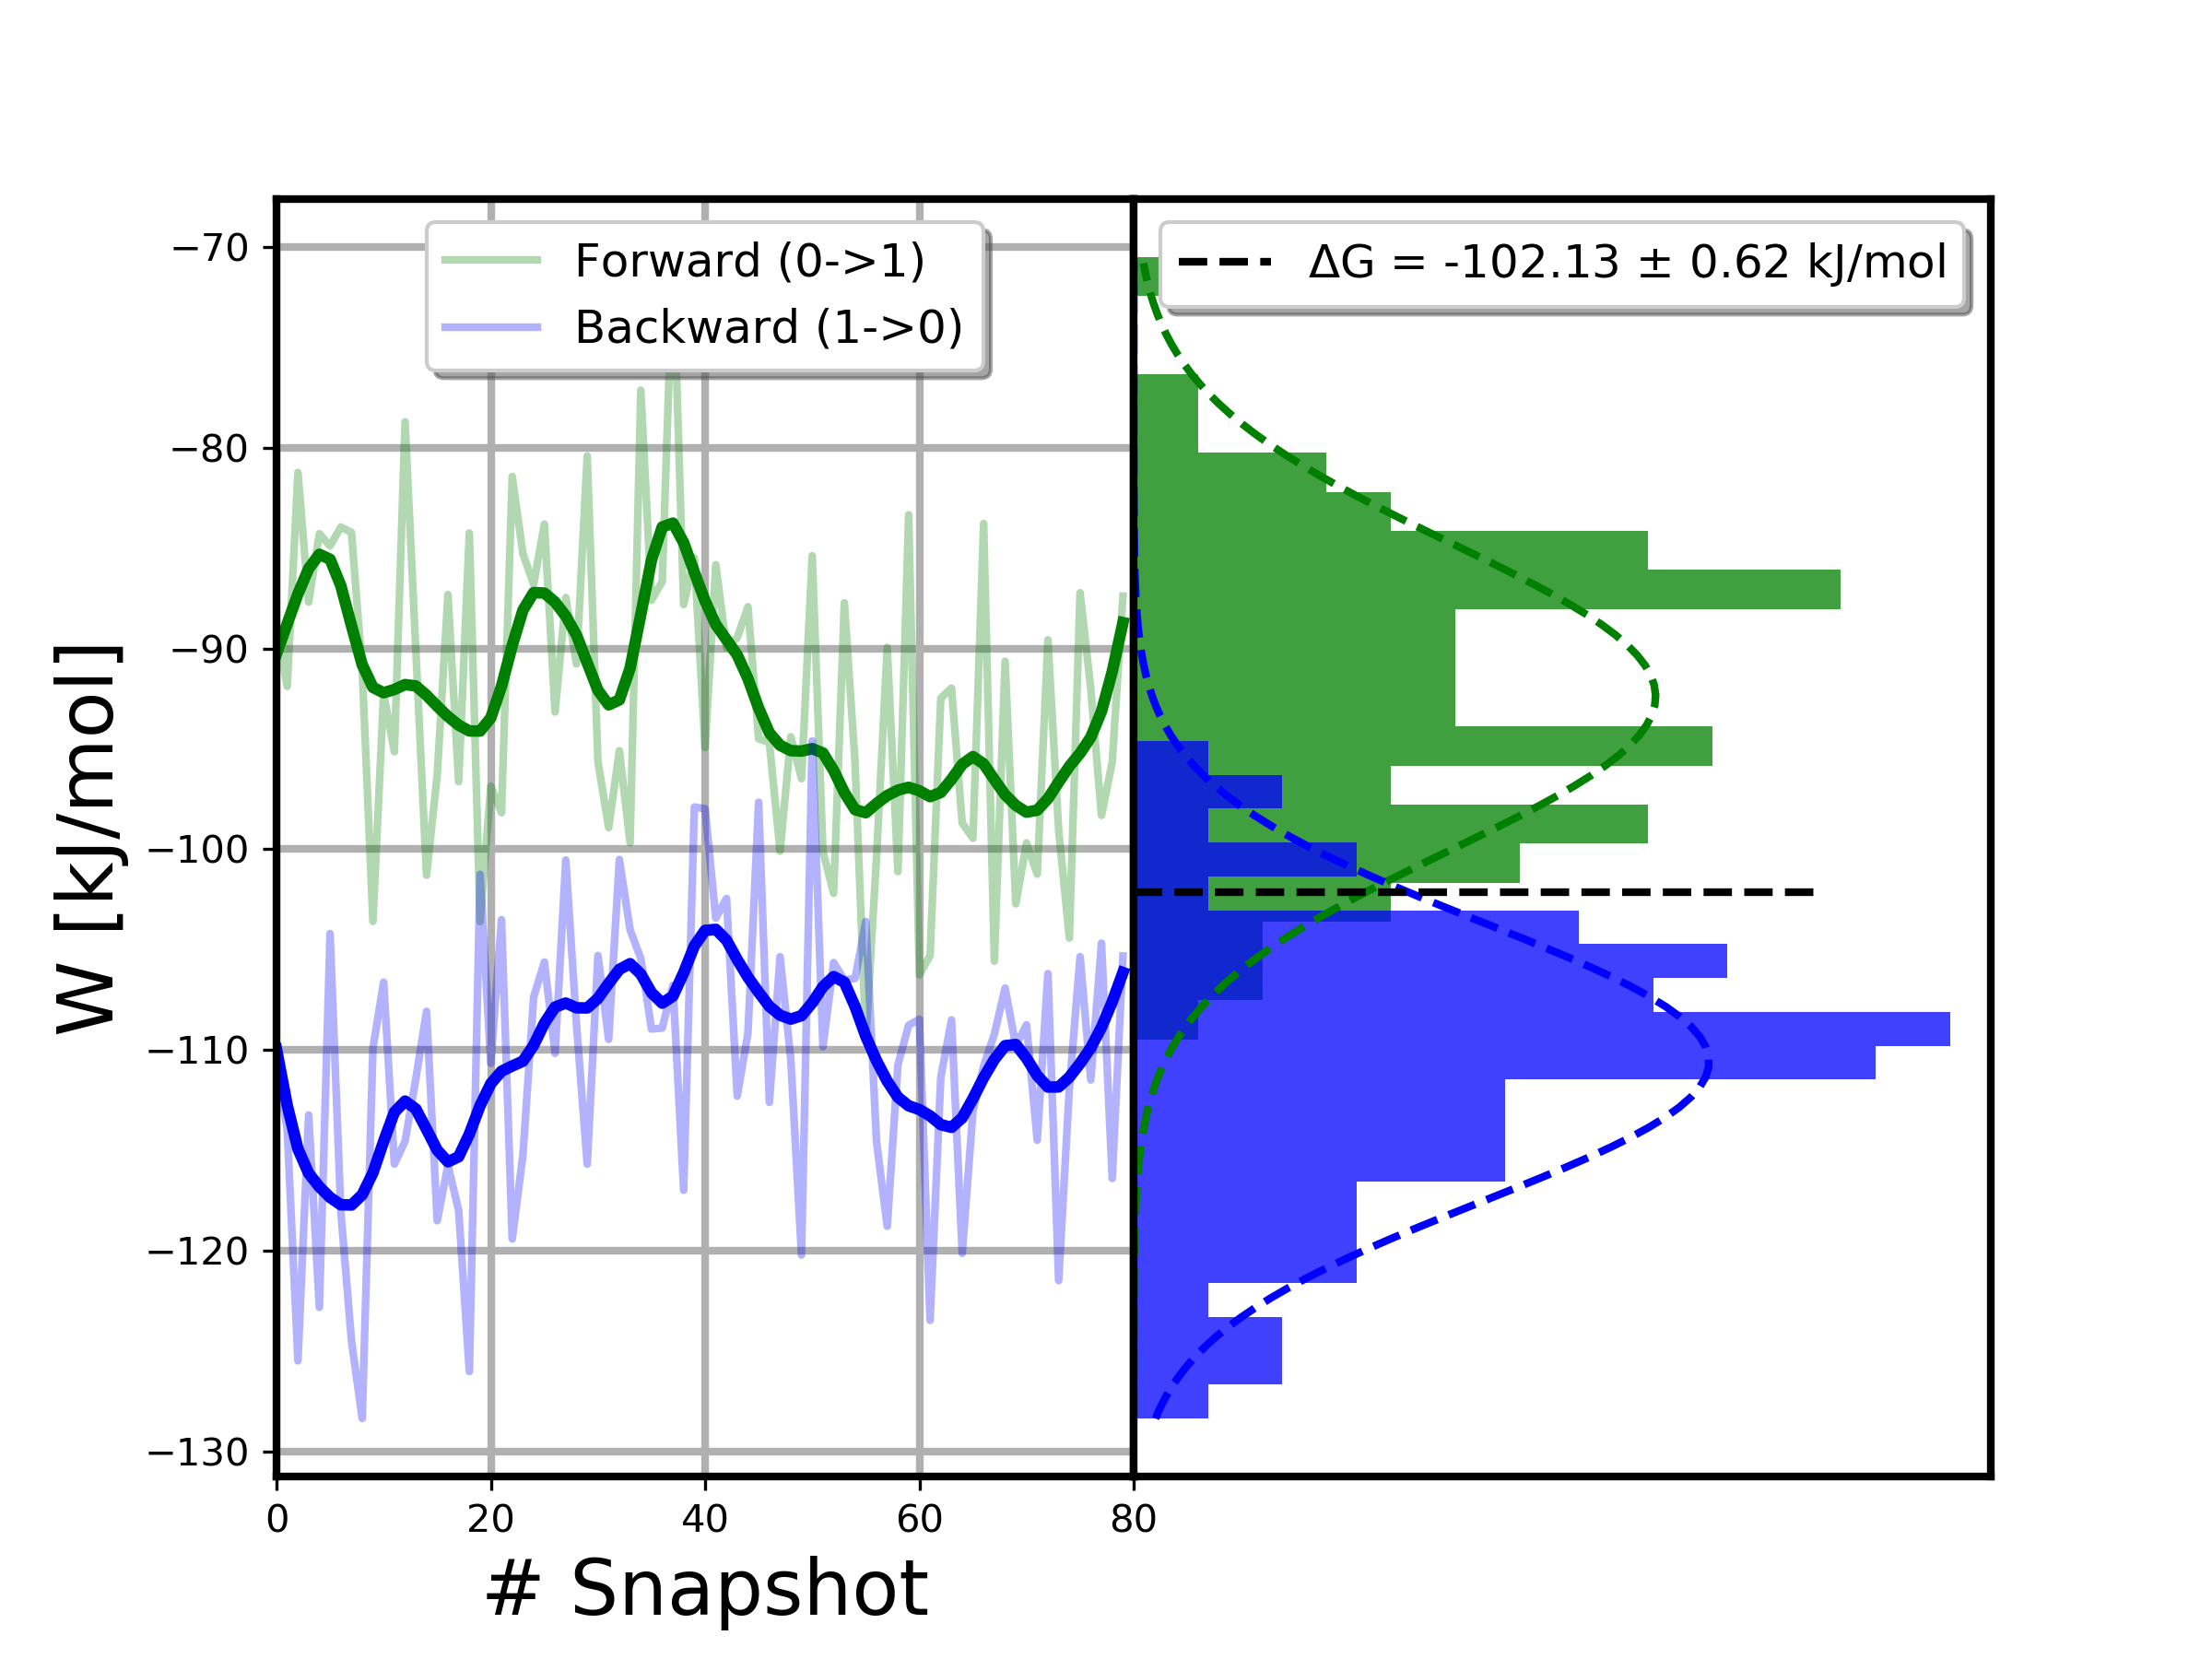 Forward (0->1)
Backward (1->0)
ΔG = -102.13 ± 0.62 kJ/mol
W [kJ/mol]
−70
−80
−90
−100
−110
−120
−130
0 20 40 60 80
# Snapshot